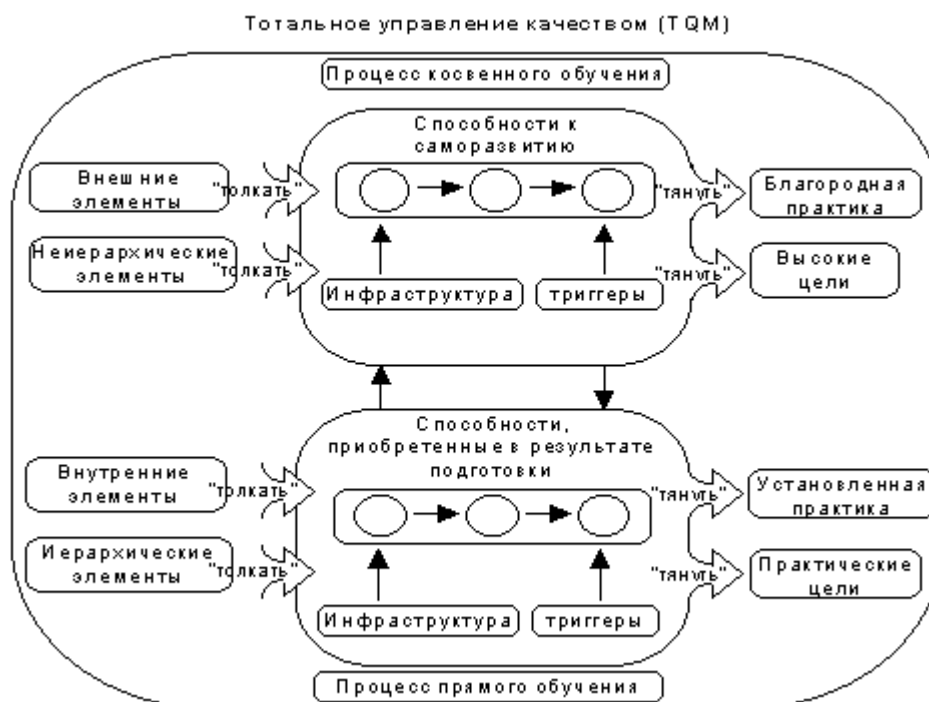 Тотальное управление качеством (TQM)
Процесс косвенного обучения
Способности к
саморазвитию
Внешние
элементы
"толкать"
"тянуть"
Благородная
практика
Неиерархические
элементы
"толкать"
"тянуть"
Высокие
цели
Инфраструктура
триггеры
Способности,
приобретенные в результате
подготовки
Внутренние
элементы
"толкать"
"тянуть"
Установленная
практика
Иерархические
элементы
"толкать"
"тянуть"
Практические
цели
Инфраструктура
триггеры
Процесс прямого обучения